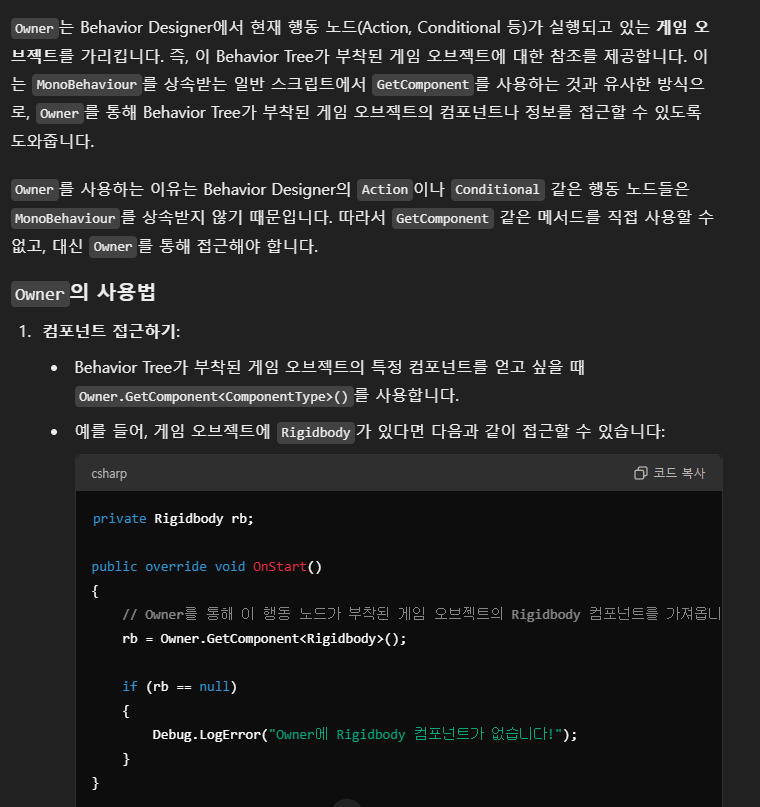 Owner는 Behavior Designer에서 현재 행동 노드(Action, Conditional 등)가 실행되고 있는 게임 오
브젝트를 가리킵니다. 즉, 이 Behavior Tree가 부착된 게임 오브젝트에 대한 참조를 제공합니다. 이
는 MonoBehaviour를 상속받는 일반 스크립트에서 GetComponent를 사용하는 것과 유사한 방식으
로, Owner를 통해 Behavior Tree가 부착된 게임 오브젝트의 컴포넌트나 정보를 접근할 수 있도록
도와줍니다.
Owner를 사용하는 이유는 Behavior Designer의 Action이나 Conditional 같은 행동 노드들은
MonoBehaviour를 상속받지 않기 때문입니다. 따라서 GetComponent 같은 메서드를 직접 사용할 수
없고, 대신 Owner를 통해 접근해야 합니다.
Owner의 사용법
1. 컴포넌트 접근하기:
• Behavior Tree가 부착된 게임 오브젝트의 특정 컴포넌트를 얻고 싶을 때
Owner.GetComponent<ComponentType>()를 사용합니다.
• 예를 들어, 게임 오브젝트에 Rigidbody가 있다면 다음과 같이 접근할 수 있습니다:
csharp 코드 복사
private Rigidbody rb;
public override void OnStart()
{
// Owner를 통해 이 행동 노드가 부착된 게임 오브젝트의 Rigidbody 컴포넌트를 가져옵니
rb = Owner.GetComponent<Rigidbody>();
if (rb == null)
{
Debug.LogError("Owner에 Rigidbody 컴포넌트가 없습니다!");
}
}